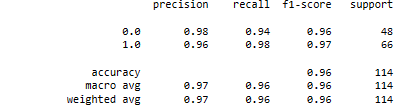 precision recall f1-score support
0.0 0.98 0.94 0.96 48
1.0 0.96 0.98 0.97 66
accuracy 0.96 114
macro avg 0.97 0.96 0.96 114
weighted avg 0.97 0.96 0.96 114